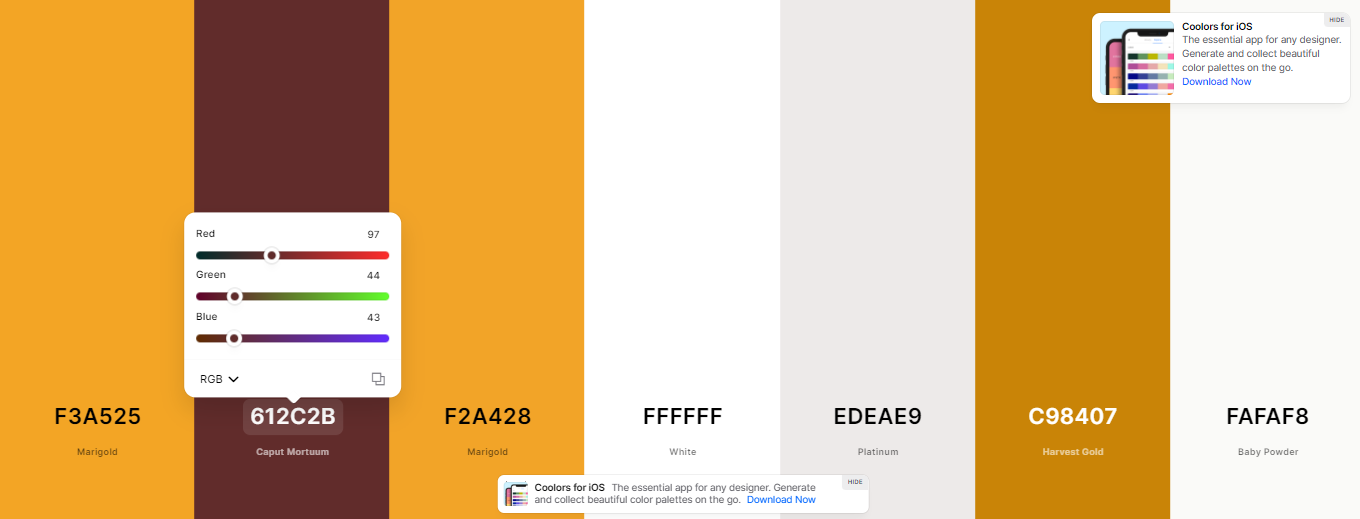 HIDE
Coolors for iOS
The essential app for any designer.
Generate and collect beautiful
color palettes on the go.
Download Now
Red 97
Green 44
Blue 43
RGB
F3A525 612C2B F2A428 FFFFFF EDEAE9 C98407 FAFAF8
Marigold Caput Mortuum Marigold White Platinum Harvest Gold Baby Powder
Coolors for iOS The essential app for any designer. Generate HIDE
and collect beautiful color palettes on the go. Download Now